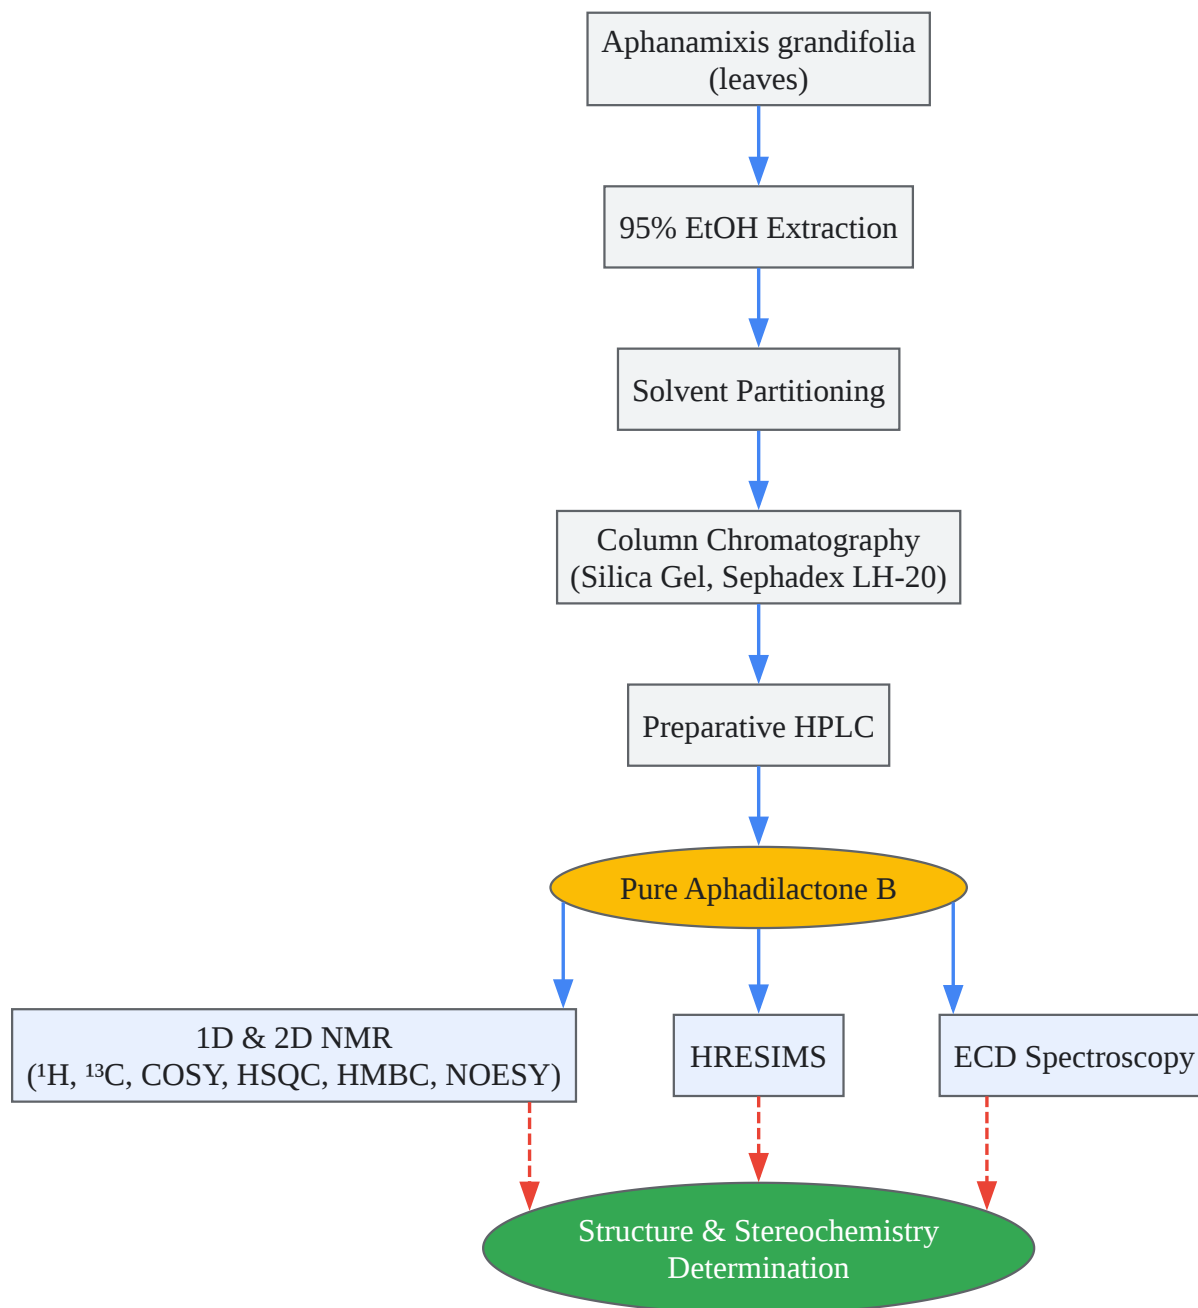 Aphanamixis grandifolia
(leaves)
95% EtOH Extraction
Solvent Partitioning
Column Chromatography
(Silica Gel, Sephadex LH-20)
Preparative HPLC
Pure Aphadilactone B
1D & 2D NMR
(¹H, ¹³C, COSY, HSQC, HMBC, NOESY)
HRESIMS
ECD Spectroscopy
Structure & Stereochemistry
Determination